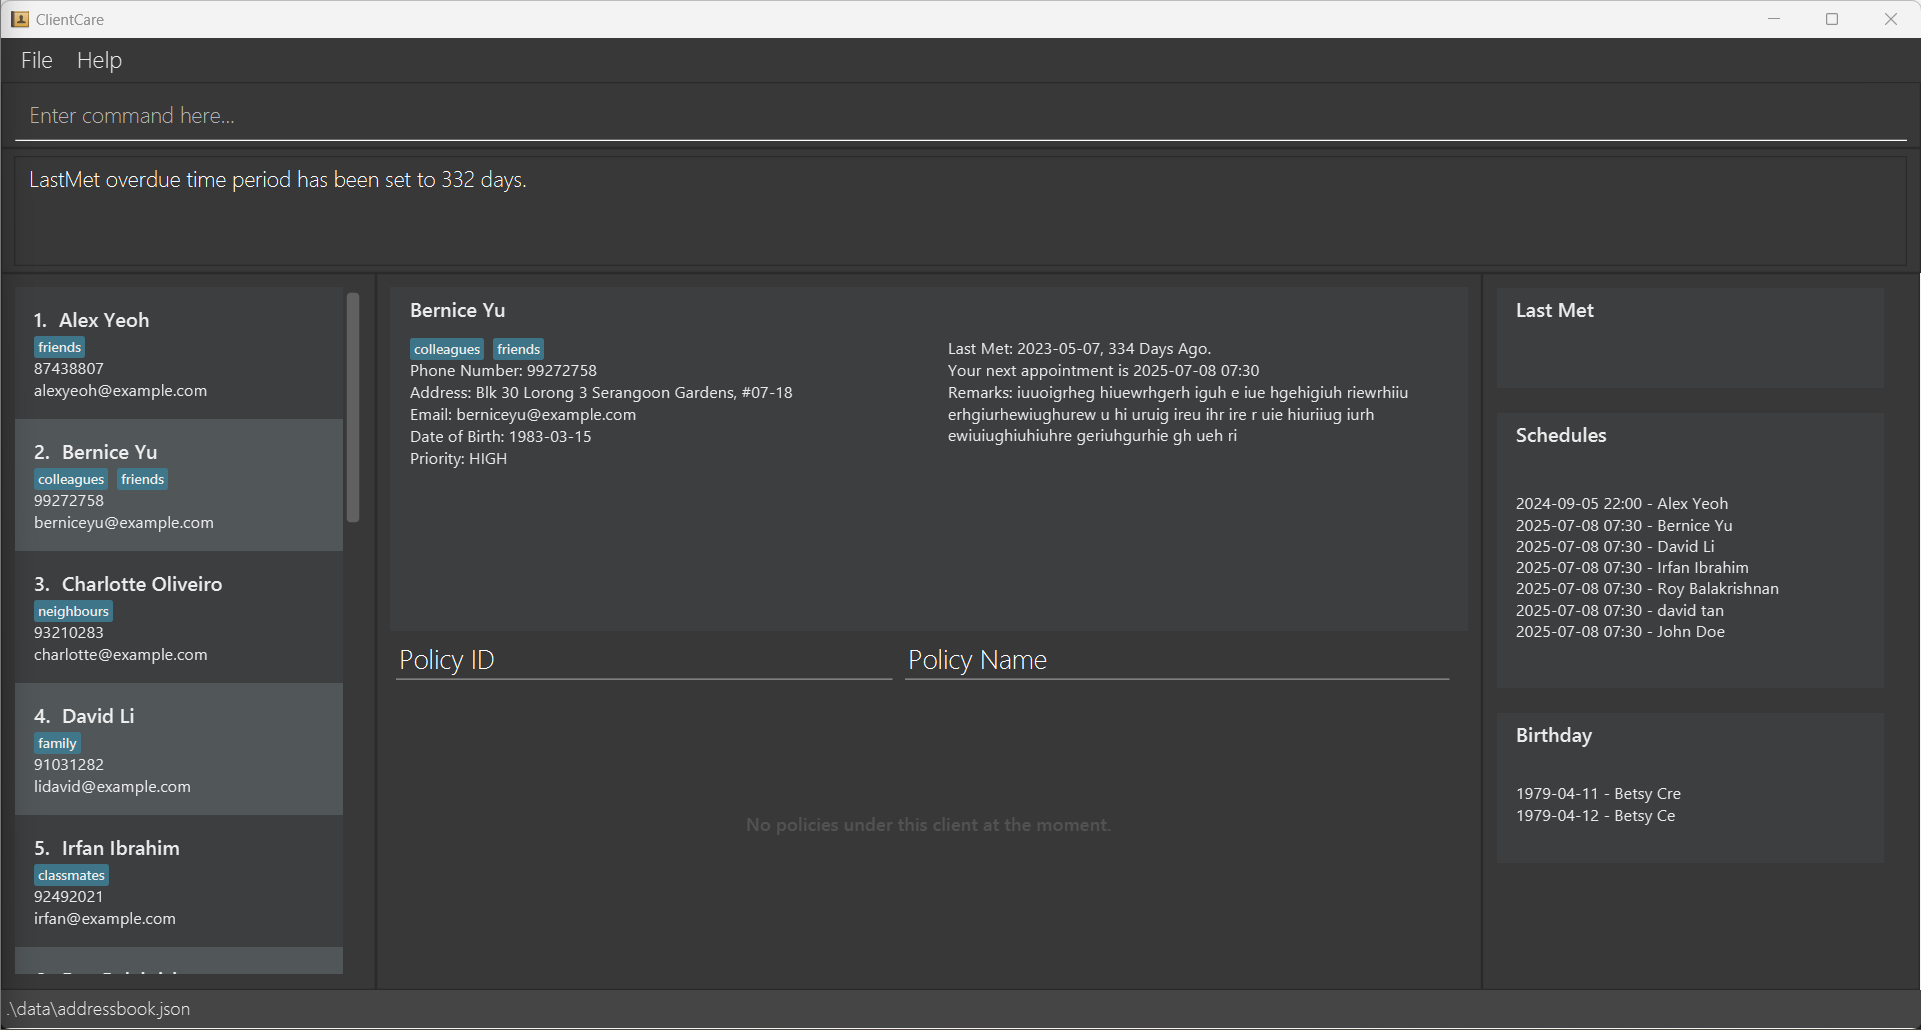 ClientCare
File Help
Enter command here...
LastMet overdue time period has been set to 332 days.
1. Alex Yeoh
friends
87438807
alexyeoh@example.com
2. Bernice Yu
colleagues friends
99272758
berniceyu@example.com
3. Charlotte Oliveiro
neighbours
93210283
charlotte@example.com
4. David Li
family
91031282
lidavid@example.com
5. Irfan Ibrahim
classmates
92492021
irfan@example.com
Bernice Yu
colleagues friends
Phone Number: 99272758
Address: Blk 30 Lorong 3 Serangoon Gardens, #07-18
Email: berniceyu@example.com
Date of Birth: 1983-03-15
Priority: HIGH
Last Met: 2023-05-07, 334 Days Ago.
Your next appointment is 2025-07-08 07:30
Remarks: iuuoigrheg hiuewrhgerh iguh e iue hgehigiuh riewrhiiu
erhgiurhewiughurew u hi uruig ireu ihr ire r uie hiuriiug iurh
ewiuiughiuhiuhre geriuhgurhie gh ueh ri
Policy ID Policy Name
No policies under this client at the moment.
Last Met
Schedules
2024-09-05 22:00 - Alex Yeoh
2025-07-08 07:30 - Bernice Yu
2025-07-08 07:30 - David Li
2025-07-08 07:30 - Irfan Ibrahim
2025-07-08 07:30 - Roy Balakrishnan
2025-07-08 07:30 - david tan
2025-07-08 07:30 - John Doe
Birthday
1979-04-11 - Betsy Cre
1979-04-12 - Betsy Ce
.\data\addressbook.json